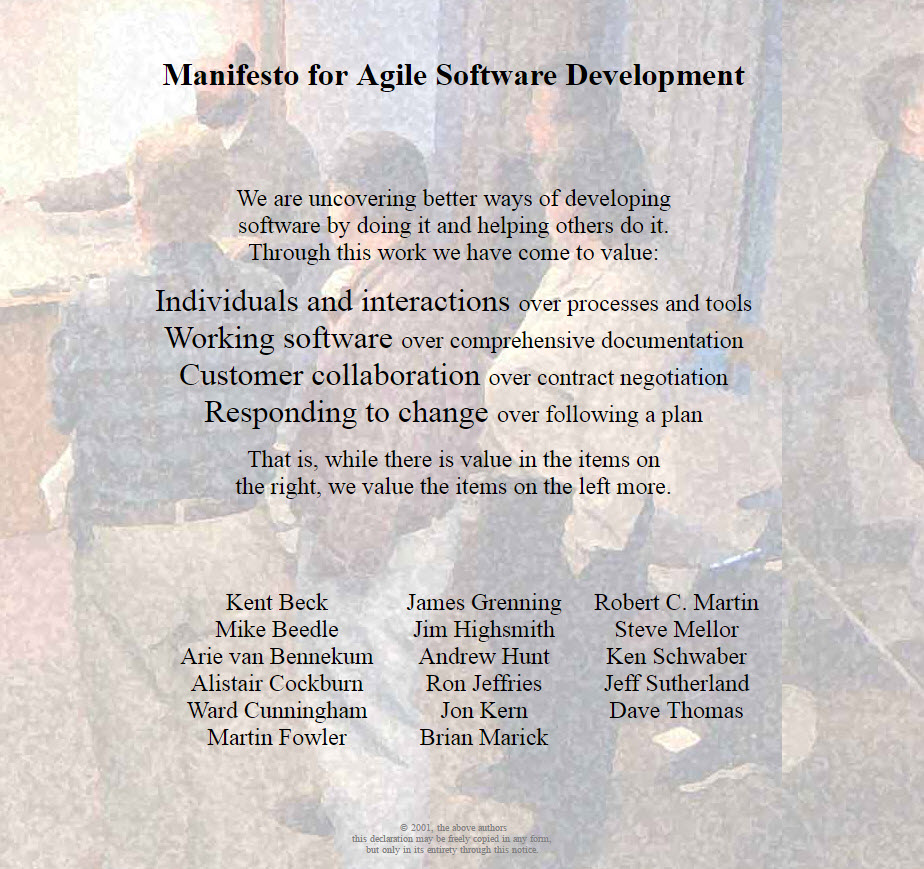 Manifesto for Agile Software Development
We are uncovering better ways of developing
software by doing it and helping others do it.
Through this work we have come to value:
Individuals and interactions over processes and tools
Working software over comprehensive documentation
Customer collaboration over contract negotiation
Responding to change over following a plan
That is, while there is value in the items on
the right, we value the items on the left more.
Kent Beck
Mike Beedle
Arie van Bennekum
Alistair Cockburn
Ward Cunningham
Martin Fowler
James Grenning
Jim Highsmith
Andrew Hunt
Ron Jeffries
Jon Kern
Brian Marick
Robert C. Martin
Steve Mellor
Ken Schwaber
Jeff Sutherland
Dave Thomas
© 2001, the above authors
this declaration may be freely copied in any form,
but only in its entirety through this notice.